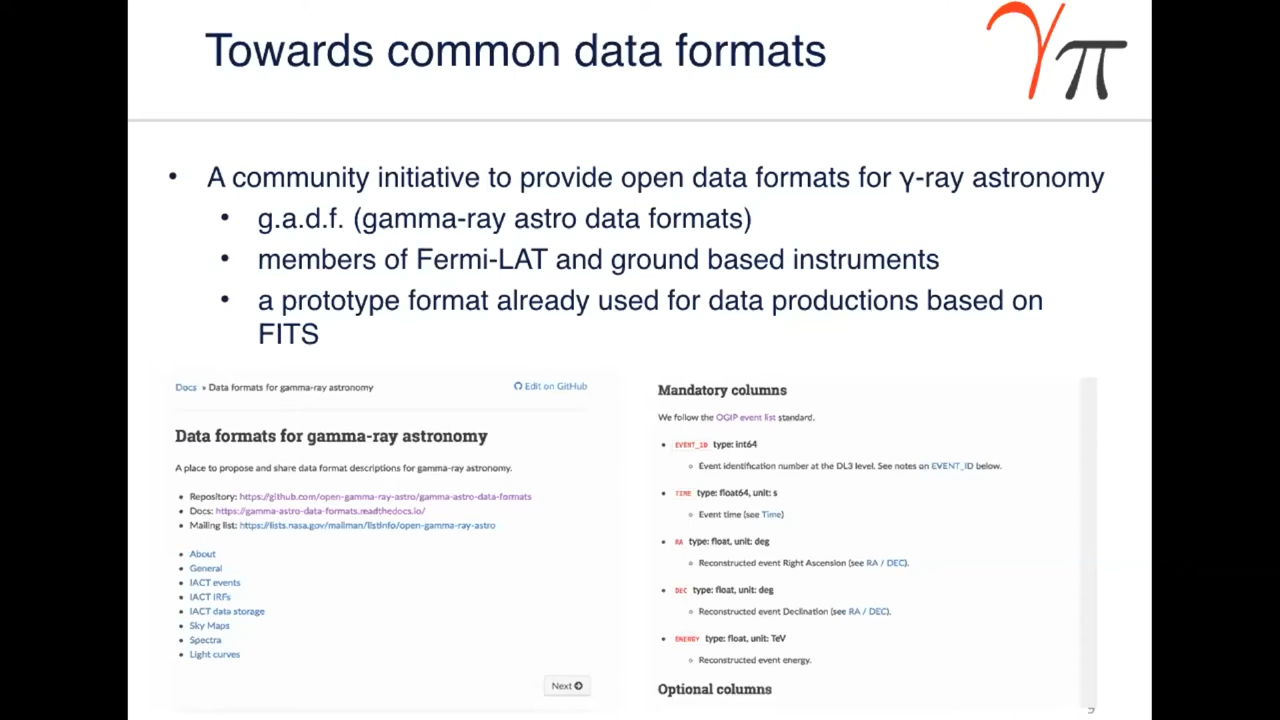 Towards common data formats
γπ
• A community initiative to provide open data formats for γ-ray astronomy
• g.a.d.f. (gamma-ray astro data formats)
• members of Fermi-LAT and ground based instruments
• a prototype format already used for data productions based on
FITS
Docs » Data formats for gamma-ray astronomy
Edit on GitHub
Data formats for gamma-ray astronomy
A place to propose and share data format descriptions for gamma-ray astronomy.
• Repository: https://github.com/open-gamma-ray-astro/gamma-astro-data-formats
• Docs: https://gamma-astro-data-formats.readthedocs.io/
• Mailing list: https://lists.nasa.gov/mailman/listinfo/open-gamma-ray-astro
• About
• General
• IACT events
• IACT IRFs
• IACT data storage
• Sky Maps
• Spectra
• Light curves
Next
Mandatory columns
We follow the OGIP event list standard.
• EVENT_ID type: int64
Event identification number at the DL3 level. See notes on EVENT_ID below.
• TIME type: float64, unit: s
Event time (see Time)
• RA type: float, unit: deg
Reconstructed event Right Ascension (see RA / DEC).
• DEC type: float, unit: deg
Reconstructed event Declination (see RA / DEC).
• ENERGY type: float, unit: TeV
Reconstructed event energy.
Optional columns